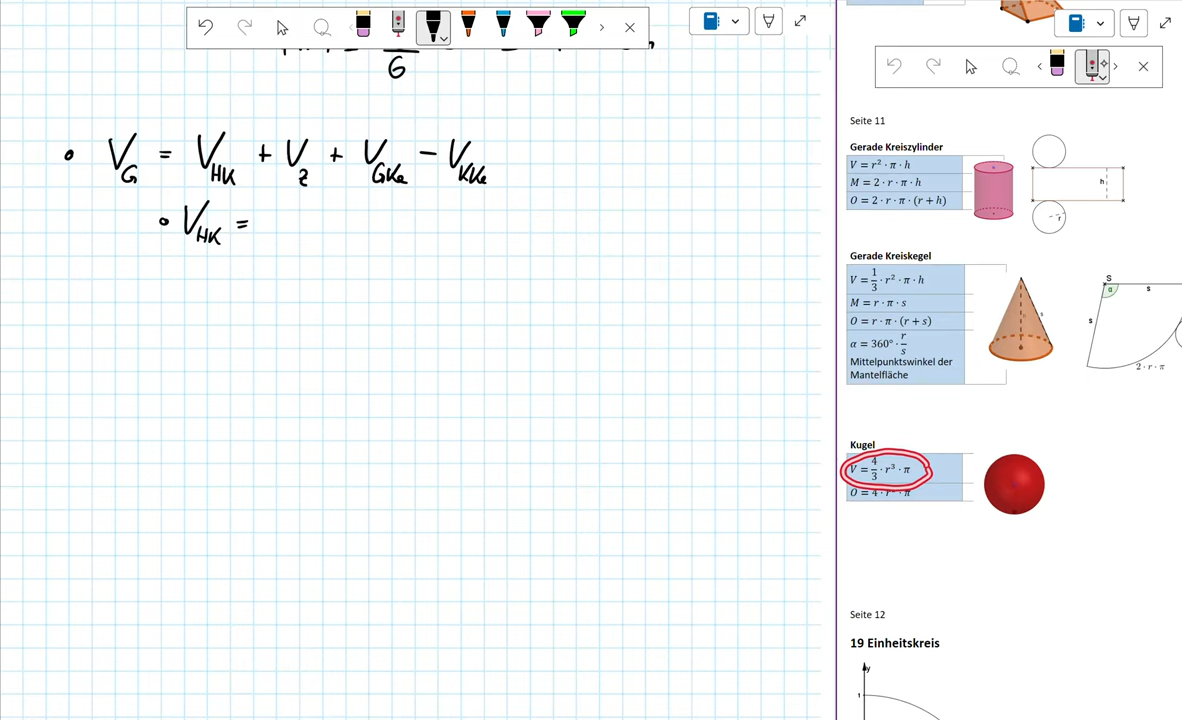 6
• V_G = V_HK + V_Z + V_GKe − V_KKe
• V_HK =
Seite 11
Gerade Kreiszylinder
V = r² · π · h
M = 2 · r · π · h
O = 2 · r · π · (r + h)
h
r
Gerade Kreiskegel
V = 1/3 · r² · π · h
M = r · π · s
O = r · π · (r + s)
α = 360° · r/s
Mittelpunktswinkel der
Mantelfläche
s
S
α
s
s
2 · r · π
Kugel
V = 4/3 · r³ · π
O = 4 · r² · π
Seite 12
19 Einheitskreis
y
1